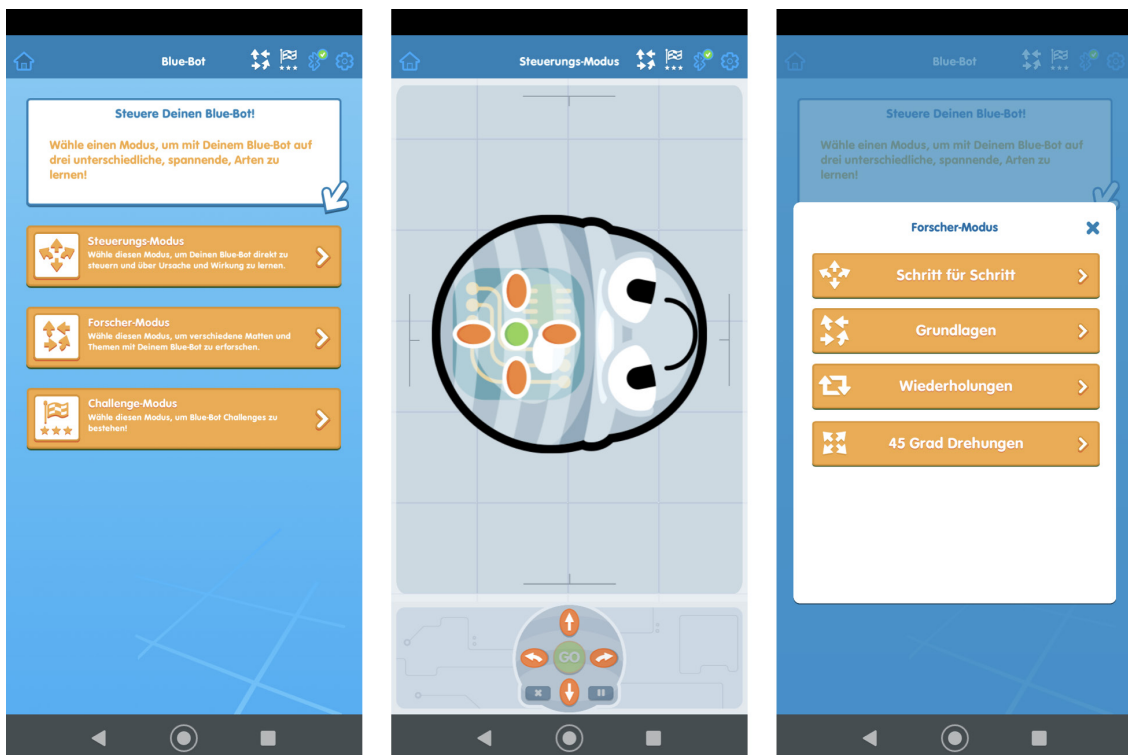 Blue-Bot
Steuere Deinen Blue-Bot!
Wähle einen Modus, um mit Deinem Blue-Bot auf
drei unterschiedliche, spannende, Arten zu
lernen!
Steuerungs-Modus
Wähle diesen Modus, um Deinen Blue-Bot direkt zu
steuern und über Ursache und Wirkung zu lernen.
Forscher-Modus
Wähle diesen Modus, um verschiedene Matten und
Themen mit Deinem Blue-Bot zu erforschen.
Challenge-Modus
Wähle diesen Modus, um Blue-Bot Challenges zu
bestehen!
Steuerungs-Modus
GO
Blue-Bot
Steuere Deinen Blue-Bot!
Wähle einen Modus, um mit Deinem Blue-Bot auf
drei unterschiedliche, spannende, Arten zu
lernen!
Forscher-Modus
Schritt für Schritt
Grundlagen
Wiederholungen
45 Grad Drehungen